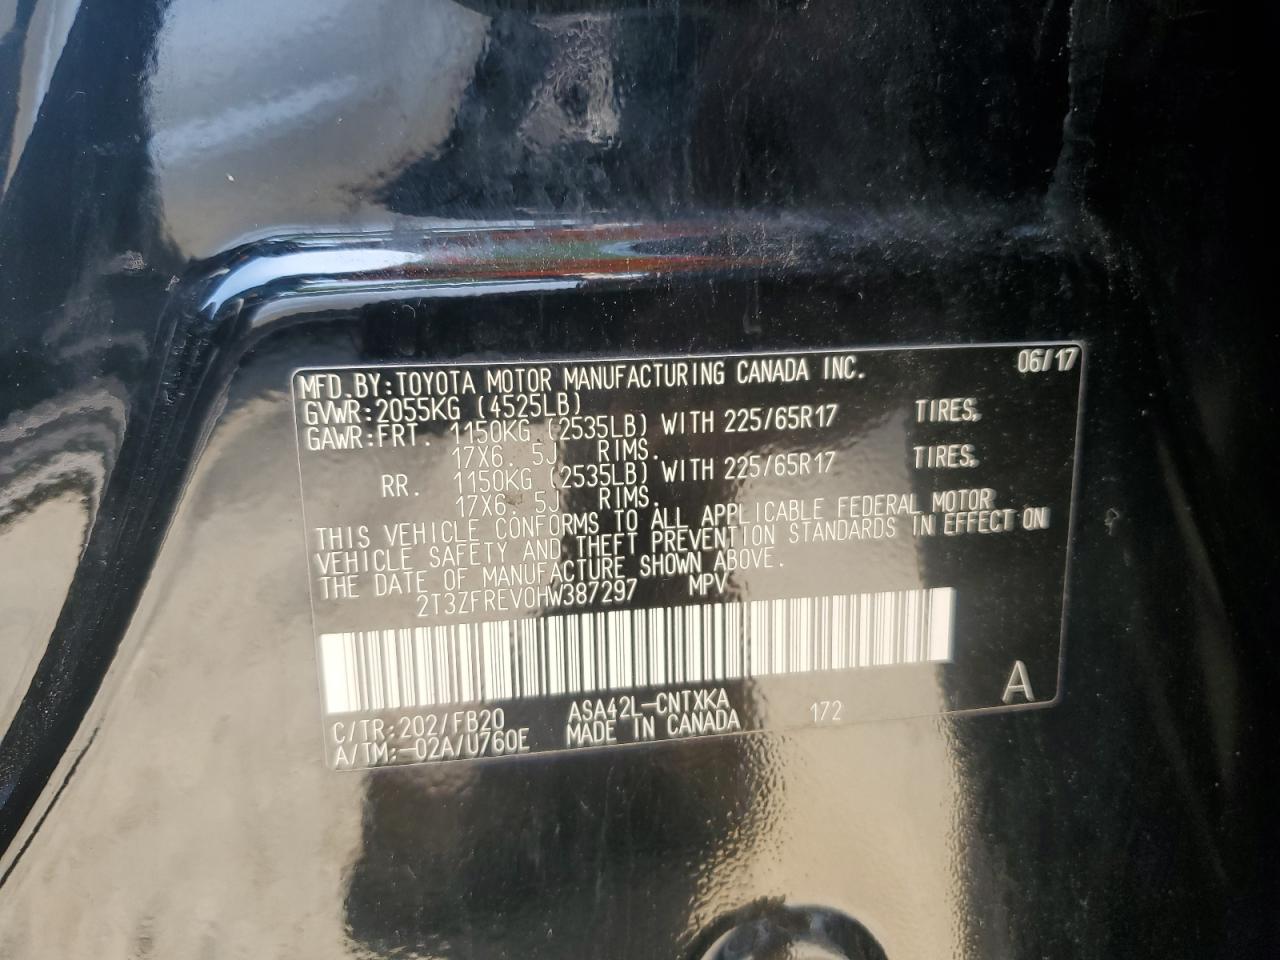 MFD.BY:TOYOTA MOTOR MANUFACTURING CANADA INC. 06/17
GVWR:2055KG (4525LB)
GAWR:FRT. 1150KG (2535LB) WITH 225/65R17 TIRES,
17X6. 5J RIMS.
RR. 1150KG (2535LB) WITH 225/65R17 TIRES,
17X6. 5J RIMS.
THIS VEHICLE CONFORMS TO ALL APPLICABLE FEDERAL MOTOR
VEHICLE SAFETY AND THEFT PREVENTION STANDARDS IN EFFECT ON
THE DATE OF MANUFACTURE SHOWN ABOVE.
2T3ZFREV0HW387297 MPV
A
C/TR:202/FB20 ASA42L-CNTXKA 172
A/TM:-02A/U760E MADE IN CANADA